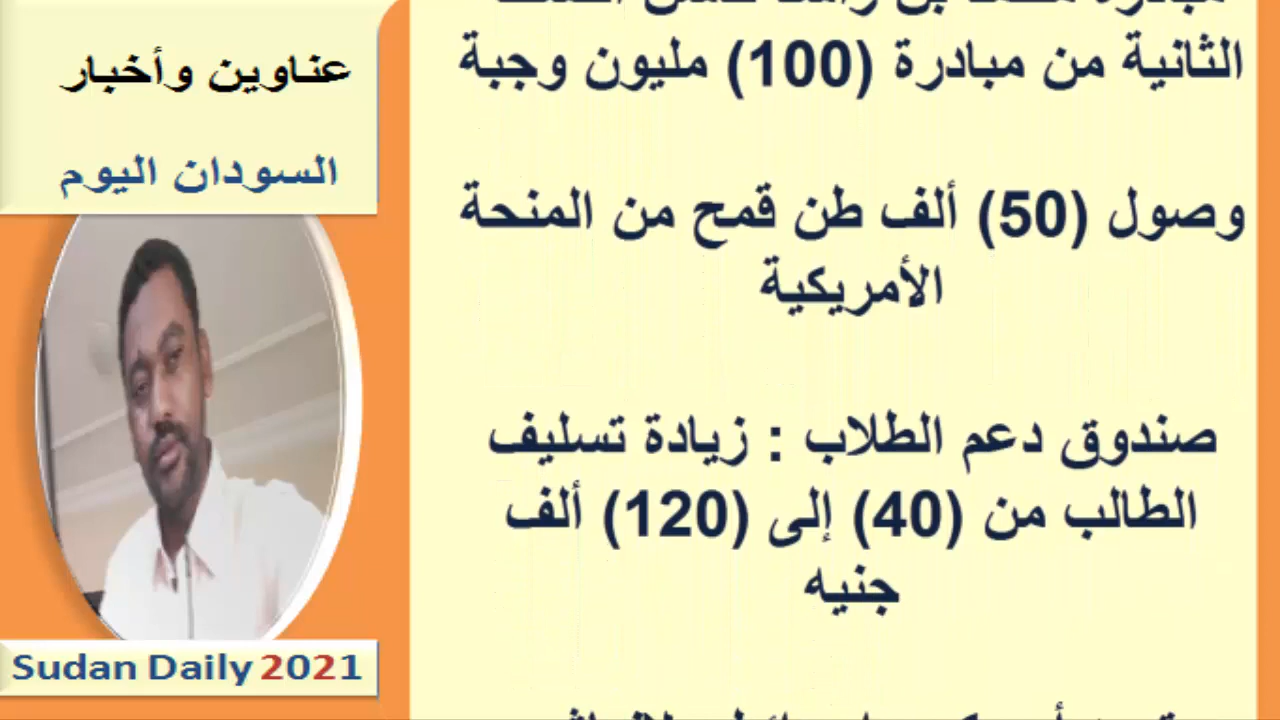 عناوين وأخبار
السودان اليوم
Sudan Daily 2021
الثانية من مبادرة (100) مليون وجبة
وصول (50) ألف طن قمح من المنحة
الأمريكية
صندوق دعم الطلاب : زيادة تسليف
الطالب من (40) إلى (120) ألف
جنيه